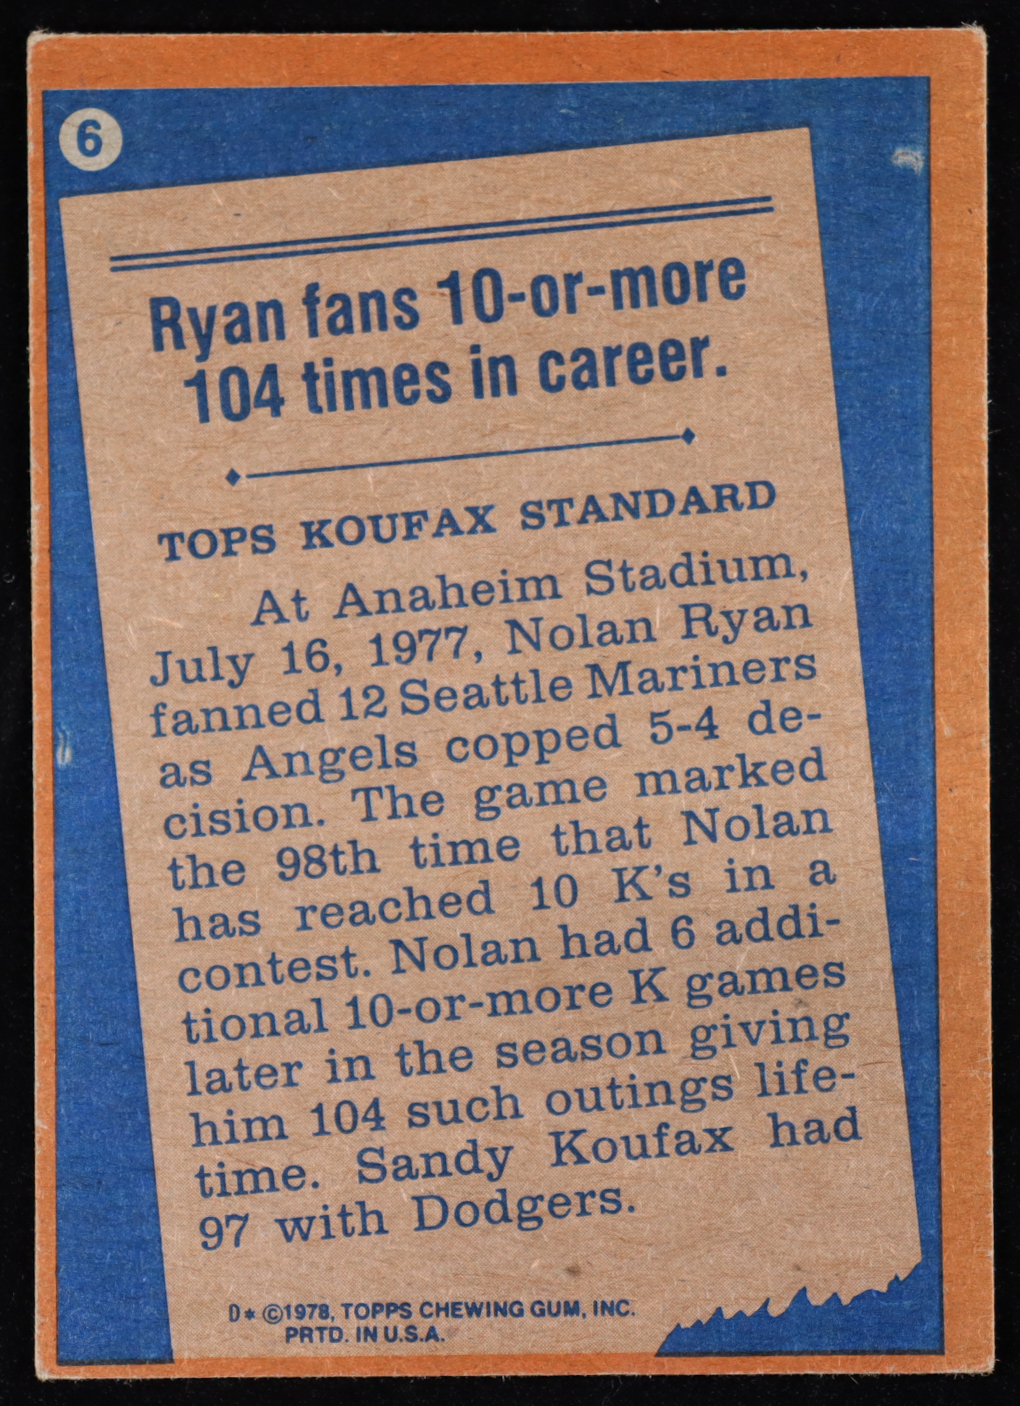 6
Ryan fans 10-or-more
104 times in career.
TOPS KOUFAX STANDARD
At Anaheim Stadium,
July 16, 1977, Nolan Ryan
fanned 12 Seattle Mariners
as Angels copped 5-4 de-
cision. The game marked
the 98th time that Nolan
has reached 10 K's in a
contest. Nolan had 6 addi-
tional 10-or-more K games
later in the season giving
him 104 such outings life-
time. Sandy Koufax had
97 with Dodgers.
D* ©1978, TOPPS CHEWING GUM, INC.
PRTD. IN U.S.A.